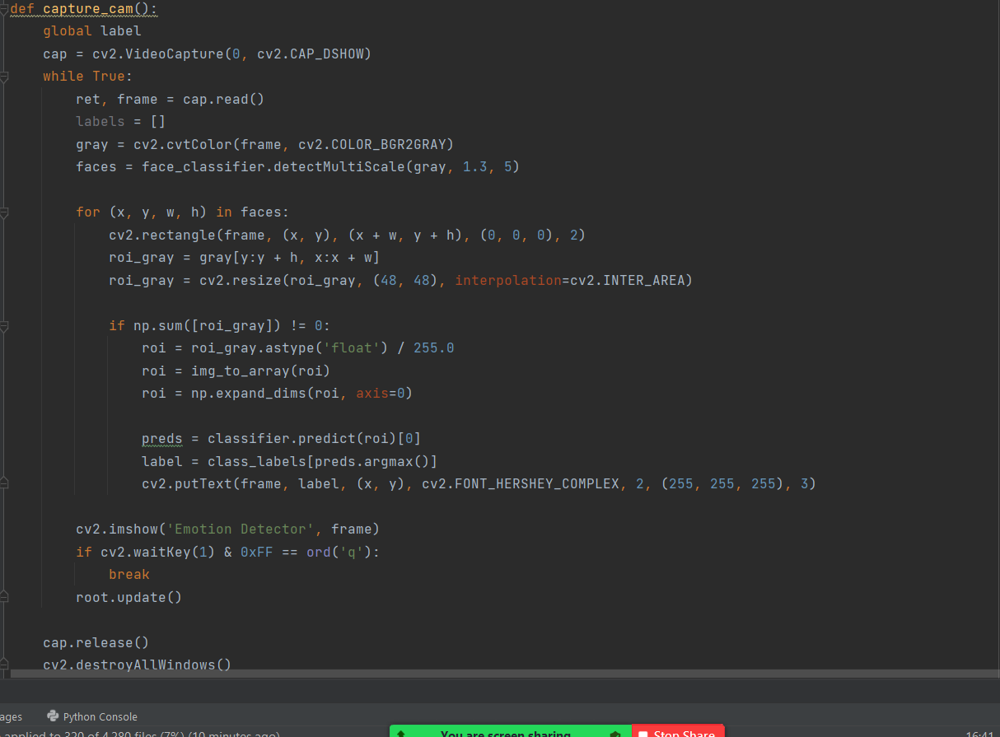 def capture_cam():
    global label
    cap = cv2.VideoCapture(0, cv2.CAP_DSHOW)
    while True:
        ret, frame = cap.read()
        labels = []
        gray = cv2.cvtColor(frame, cv2.COLOR_BGR2GRAY)
        faces = face_classifier.detectMultiScale(gray, 1.3, 5)

        for (x, y, w, h) in faces:
            cv2.rectangle(frame, (x, y), (x + w, y + h), (0, 0, 0), 2)
            roi_gray = gray[y:y + h, x:x + w]
            roi_gray = cv2.resize(roi_gray, (48, 48), interpolation=cv2.INTER_AREA)

            if np.sum([roi_gray]) != 0:
                roi = roi_gray.astype('float') / 255.0
                roi = img_to_array(roi)
                roi = np.expand_dims(roi, axis=0)

                preds = classifier.predict(roi)[0]
                label = class_labels[preds.argmax()]
                cv2.putText(frame, label, (x, y), cv2.FONT_HERSHEY_COMPLEX, 2, (255, 255, 255), 3)

        cv2.imshow('Emotion Detector', frame)
        if cv2.waitKey(1) & 0xFF == ord('q'):
            break
        root.update()

    cap.release()
    cv2.destroyAllWindows()
ages Python Console
applied to 320 of 4,280 files (7%) (10 minutes ago) You are screen sharing Stop Share 16:41